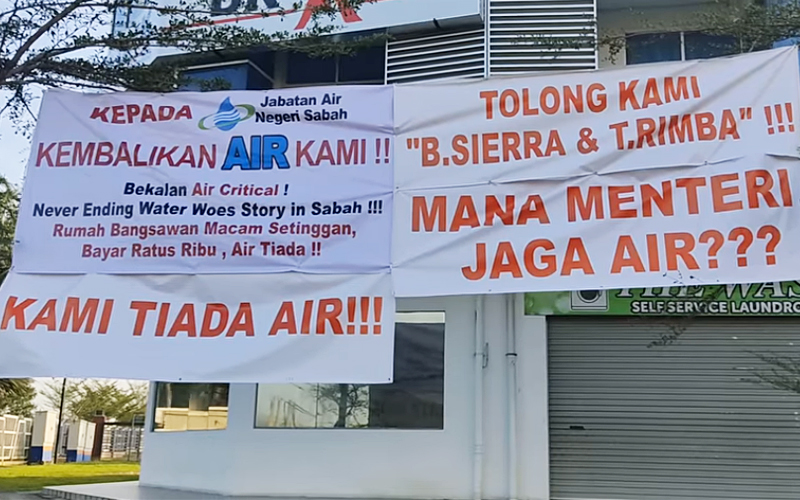 KEPADA
Jabatan Air
Negeri Sabah
KEMBALIKAN AIR KAMI !!
Bekalan Air Critical !
Never Ending Water Woes Story in Sabah !!!
Rumah Bangsawan Macam Setinggan,
Bayar Ratus Ribu , Air Tiada !!
KAMI TIADA AIR!!!
TOLONG KAMI
"B.SIERRA & T.RIMBA" !!!
MANA MENTERI
JAGA AIR???
SELF SERVICE